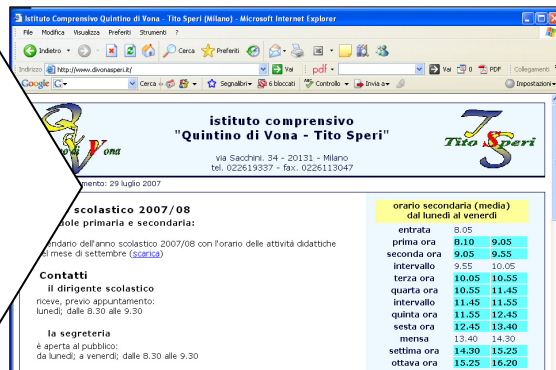 Istituto Comprensivo Quintino di Vona - Tito Speri (Milano) - Microsoft Internet Explorer
File Modifica Visualizza Preferiti Strumenti ?
Indietro Cerca Preferiti
Indirizzo http://www.divonasperi.it/ Vai pdf Vai 0 PDF Collegamenti
Google G Cerca Segnalibri 6 bloccati Controllo Invia a Impostazioni
Vona
istituto comprensivo
"Quintino di Vona - Tito Speri"
via Sacchini. 34 - 20131 - Milano
tel. 022619337 - fax. 0226113047
Tito Speri
mento: 29 luglio 2007
scolastico 2007/08
uole primaria e secondaria:
endario dell'anno scolastico 2007/08 con l'orario delle attività didattiche
el mese di settembre (scarica)
Contatti
il dirigente scolastico
riceve, previo appuntamento:
lunedì; dalle 8.30 alle 9.30
la segreteria
è aperta al pubblico:
da lunedì; a venerdì; dalle 8.30 alle 9.30
orario secondaria (media)
dal lunedì al venerdì
entrata 8.05
prima ora 8.10 9.05
seconda ora 9.05 9.55
intervallo 9.55 10.05
terza ora 10.05 10.55
quarta ora 10.55 11.45
intervallo 11.45 11.55
quinta ora 11.55 12.45
sesta ora 12.45 13.40
mensa 13.40 14.30
settima ora 14.30 15.25
ottava ora 15.25 16.20